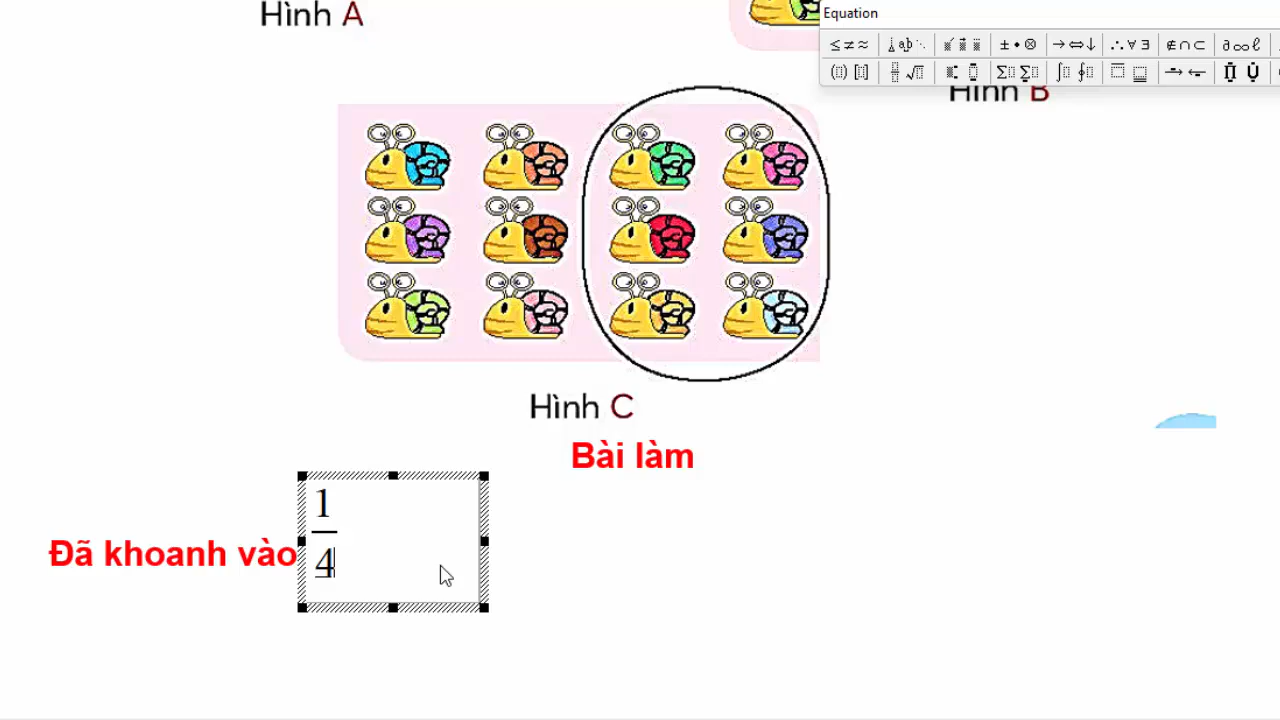 Hình A
Equation
Hình B
Hình C
Bài làm
Đã khoanh vào
1
4